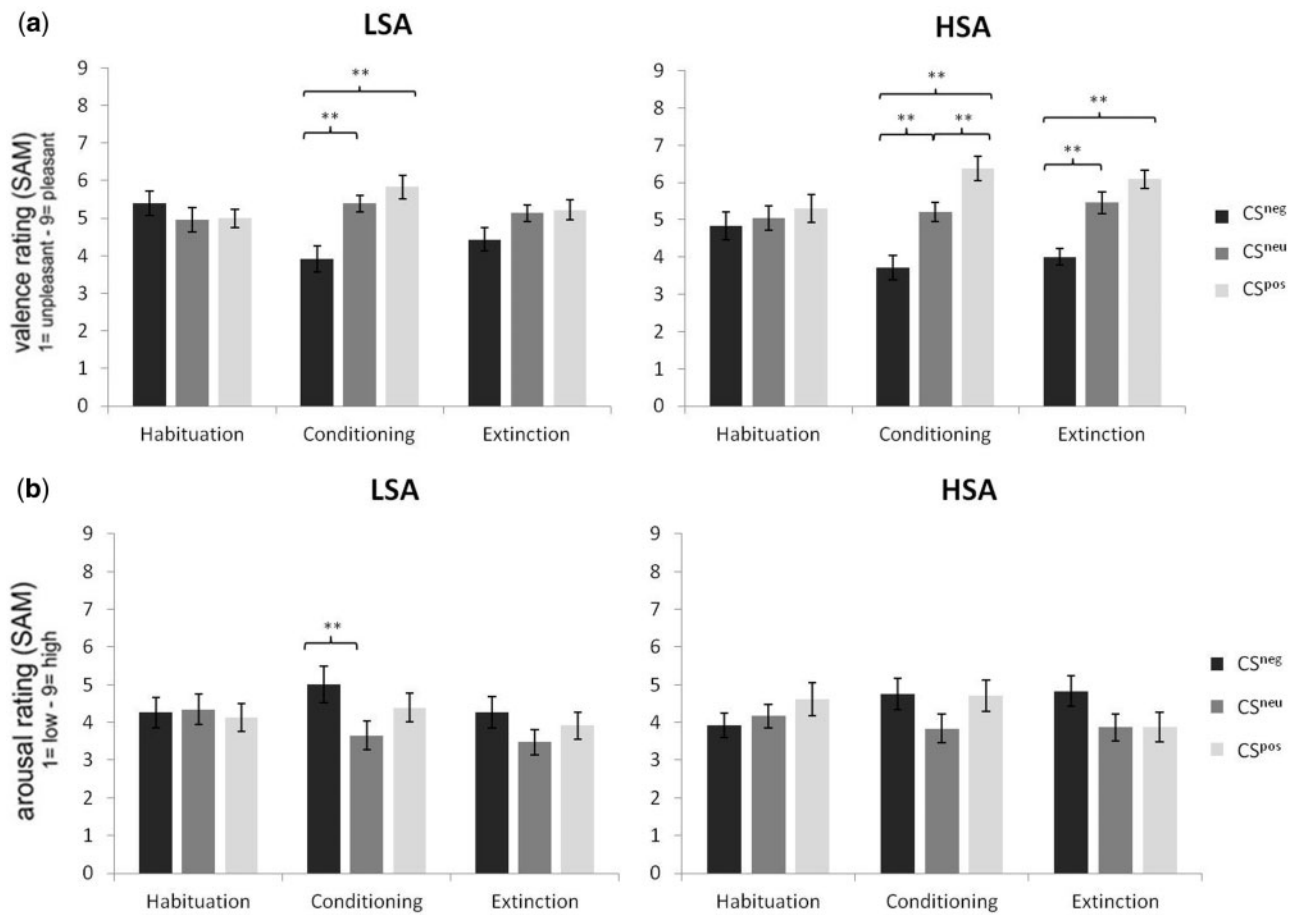 (a)
LSA
HSA
valence rating (SAM)
1= unpleasant - 9= pleasant
9
8
7
6
5
4
3
2
1
0
**
**
Habituation Conditioning Extinction
9
8
7
6
5
4
3
2
1
0
**
** **
**
**
Habituation Conditioning Extinction
CSneg
CSneu
CSpos
(b)
LSA
HSA
arousal rating (SAM)
1= low - 9= high
9
8
7
6
5
4
3
2
1
0
**
Habituation Conditioning Extinction
9
8
7
6
5
4
3
2
1
0
Habituation Conditioning Extinction
CSneg
CSneu
CSpos